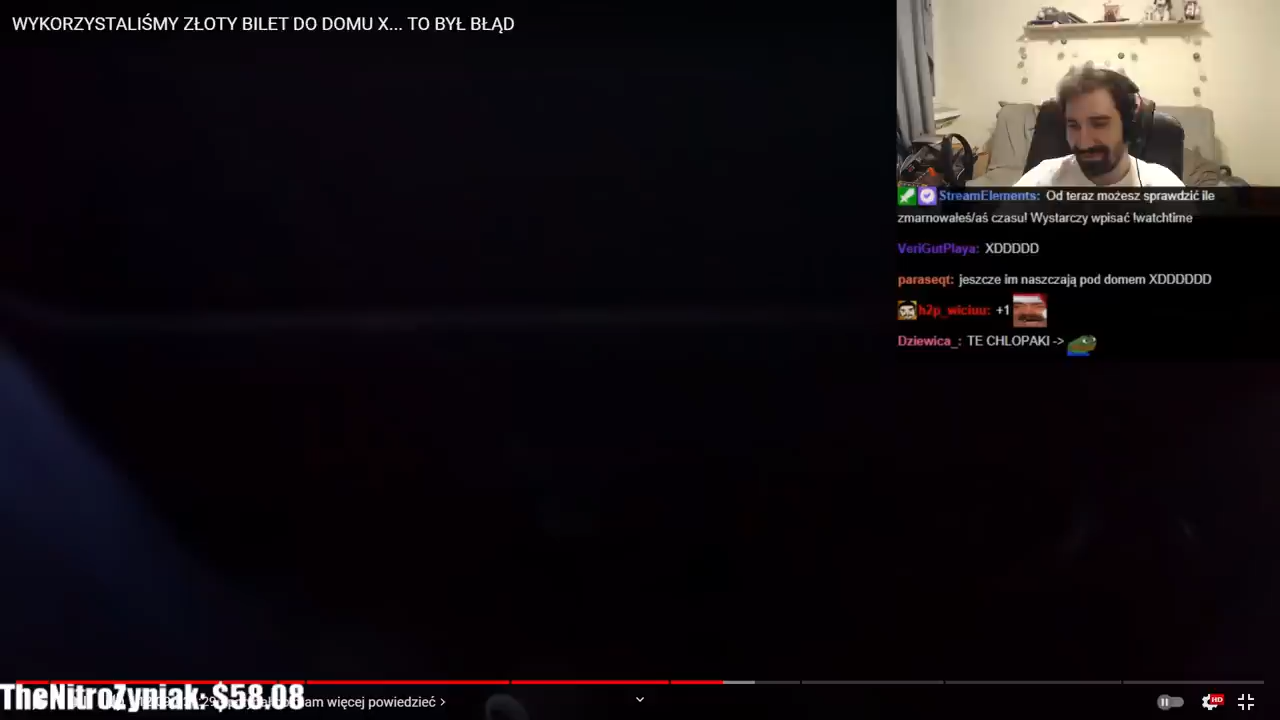 WYKORZYSTALIŚMY ZŁOTY BILET DO DOMU X... TO BYŁ BŁĄD
StreamElements: Od teraz możesz sprawdzić ile
zmarnowałeś/aś czasu! Wystarczy wpisać !watchtime
VeriGutPlaya: XDDDDD
paraseqt: jeszcze im naszczają pod domem XDDDDDD
h2p_wiciuu: +1
Dziewica_: TE CHLOPAKI ->
TheNitroZyniak: $58.08
więcej powiedzieć
HD